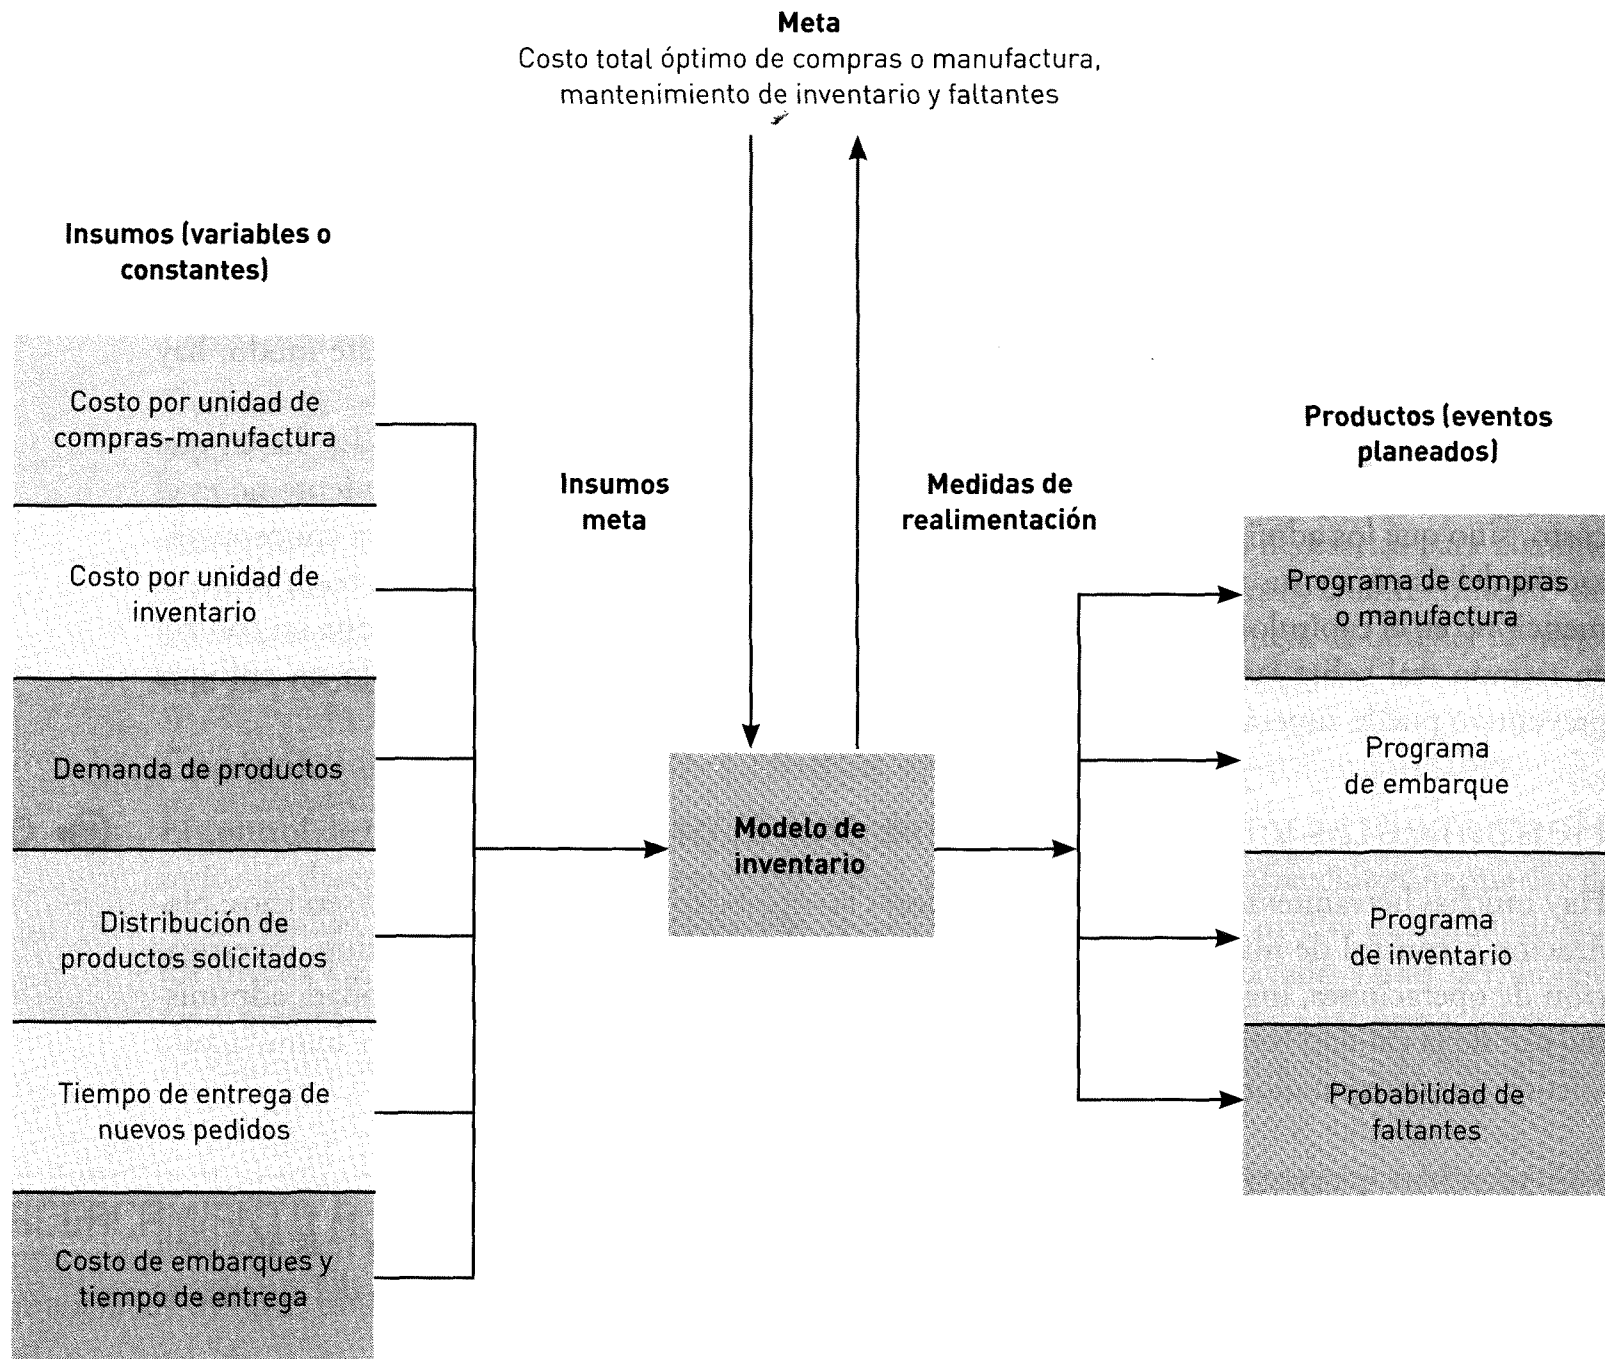 Meta
Costo total óptimo de compras o manufactura,
mantenimiento de inventario y faltantes
Insumos (variables o
constantes)
Costo por unidad de
compras-manufactura
Costo por unidad de
inventario
Demanda de productos
Distribución de
productos solicitados
Tiempo de entrega de
nuevos pedidos
Costo de embarques y
tiempo de entrega
Insumos
meta
Modelo de
inventario
Medidas de
realimentación
Productos (eventos
planeados)
Programa de compras
o manufactura
Programa
de embarque
Programa
de inventario
Probabilidad de
faltantes